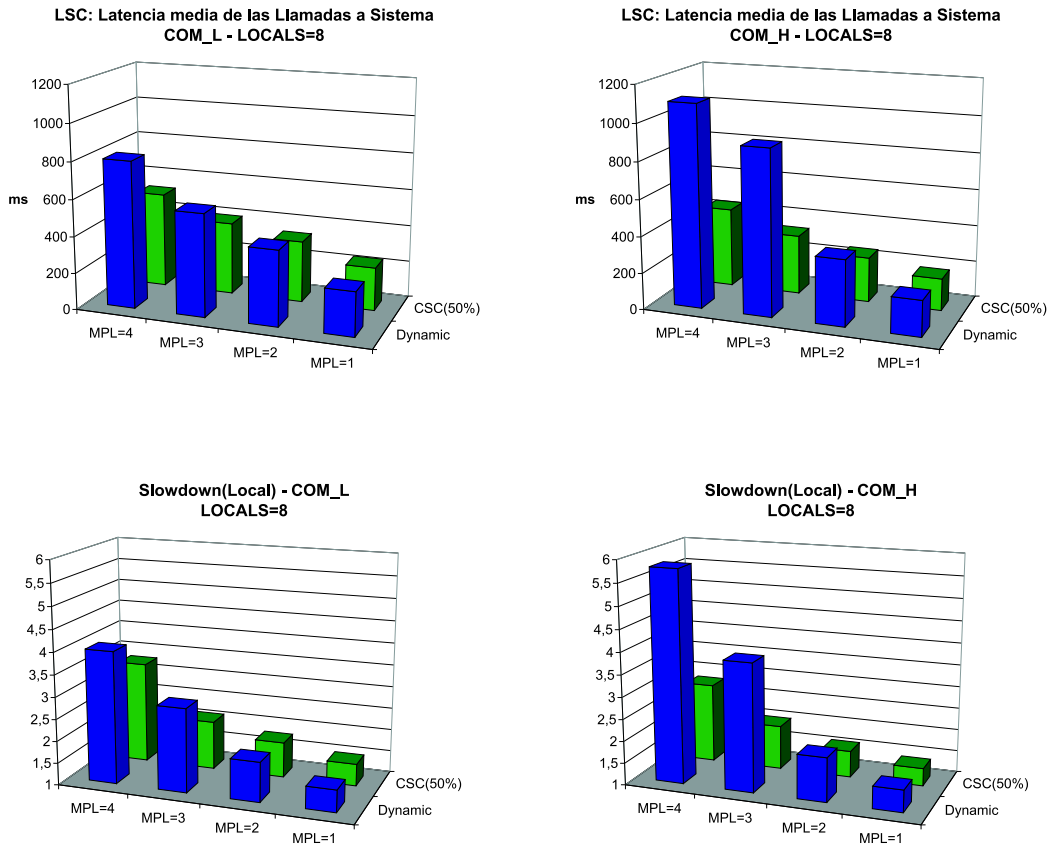 LSC: Latencia media de las Llamadas a Sistema
COM_L - LOCALS=8
1200
1000
800
600
400
200
0
ms
MPL=4
MPL=3
MPL=2
MPL=1
CSC(50%)
Dynamic
LSC: Latencia media de las Llamadas a Sistema
COM_H - LOCALS=8
1200
1000
800
600
400
200
0
ms
MPL=4
MPL=3
MPL=2
MPL=1
CSC(50%)
Dynamic
Slowdown(Local) - COM_L
LOCALS=8
6
5,5
5
4,5
4
3,5
3
2,5
2
1,5
1
MPL=4
MPL=3
MPL=2
MPL=1
CSC(50%)
Dynamic
Slowdown(Local) - COM_H
LOCALS=8
6
5,5
5
4,5
4
3,5
3
2,5
2
1,5
1
MPL=4
MPL=3
MPL=2
MPL=1
CSC(50%)
Dynamic